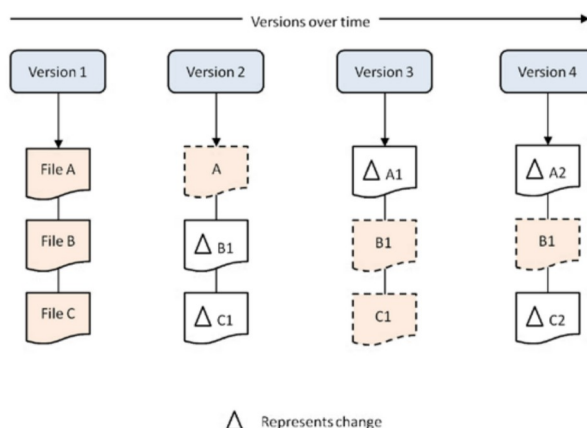 Versions over time
Version 1 Version 2 Version 3 Version 4
File A A Δ A1 Δ A2
File B Δ B1 B1 B1
File C Δ C1 C1 Δ C2
Δ Represents change